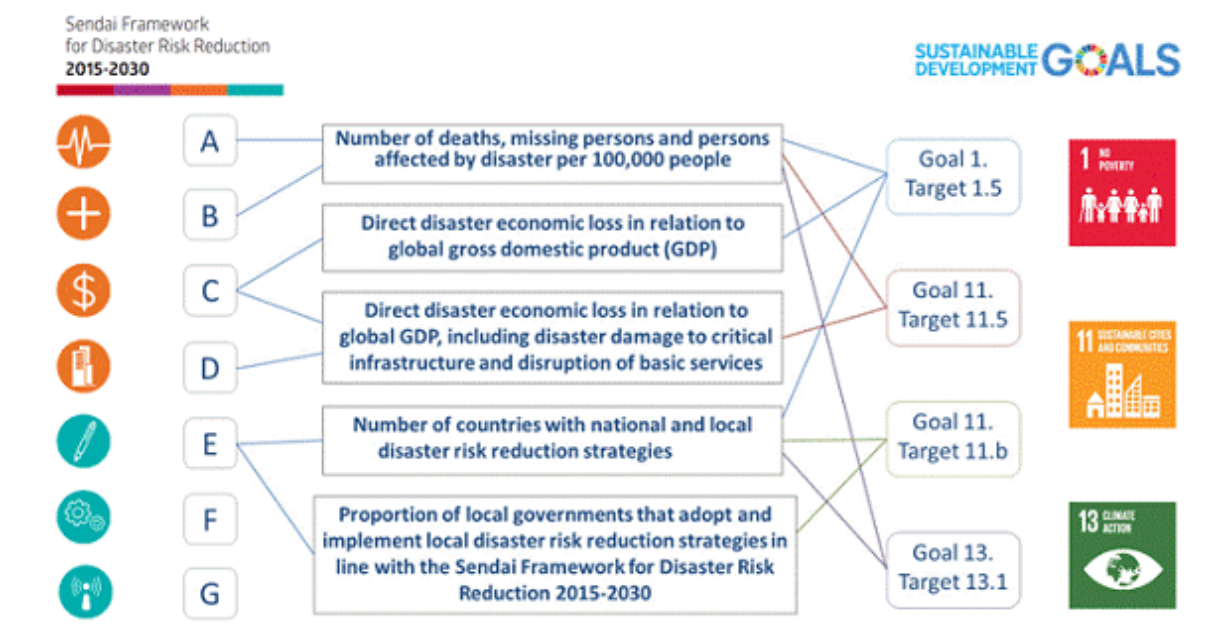 Sendai Framework
for Disaster Risk Reduction
2015-2030
SUSTAINABLE
DEVELOPMENT GOALS
A
B
C
D
E
F
G
Number of deaths, missing persons and persons
affected by disaster per 100,000 people
Direct disaster economic loss in relation to
global gross domestic product (GDP)
Direct disaster economic loss in relation to
global GDP, including disaster damage to critical
infrastructure and disruption of basic services
Number of countries with national and local
disaster risk reduction strategies
Proportion of local governments that adopt and
implement local disaster risk reduction strategies in
line with the Sendai Framework for Disaster Risk
Reduction 2015-2030
Goal 1.
Target 1.5
Goal 11.
Target 11.5
Goal 11.
Target 11.b
Goal 13.
Target 13.1
1 NO
POVERTY
11 SUSTAINABLE CITIES
AND COMMUNITIES
13 CLIMATE
ACTION
$